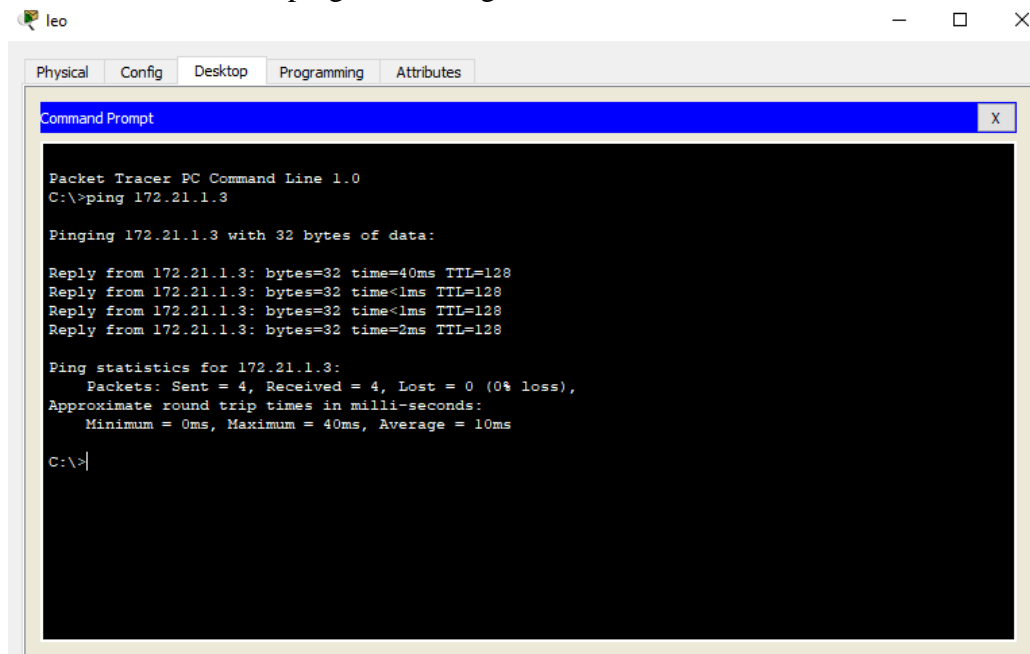 leo
Physical Config Desktop Programming Attributes
Command Prompt X
Packet Tracer PC Command Line 1.0
C:\>ping 172.21.1.3
Pinging 172.21.1.3 with 32 bytes of data:
Reply from 172.21.1.3: bytes=32 time=40ms TTL=128
Reply from 172.21.1.3: bytes=32 time<1ms TTL=128
Reply from 172.21.1.3: bytes=32 time<1ms TTL=128
Reply from 172.21.1.3: bytes=32 time=2ms TTL=128
Ping statistics for 172.21.1.3:
Packets: Sent = 4, Received = 4, Lost = 0 (0% loss),
Approximate round trip times in milli-seconds:
Minimum = 0ms, Maximum = 40ms, Average = 10ms
C:\>